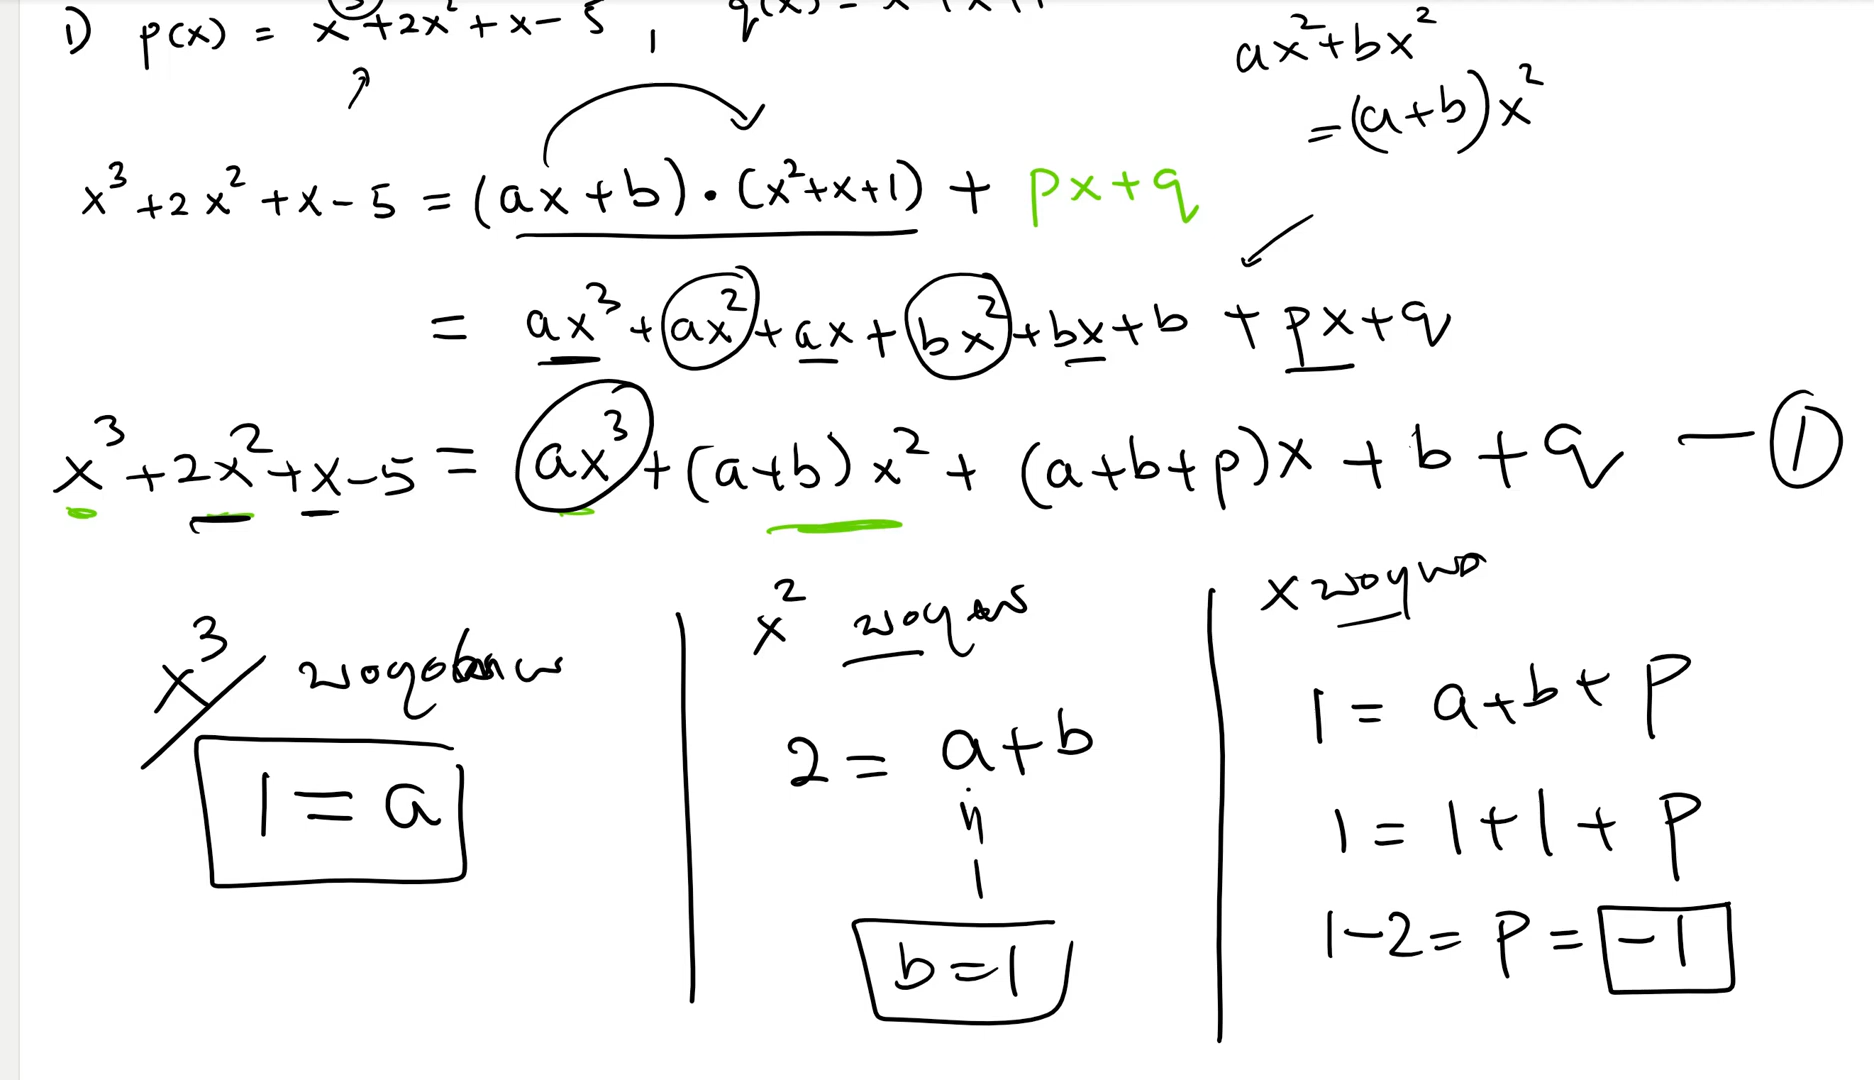 1) p(x) = x³+2x²+x-5 ,
ax²+bx²
=(a+b)x²
x³+2x²+x-5 = (ax+b)·(x²+x+1) + px+q
= ax³+ax²+ax+bx²+bx+b + px+q
x³+2x²+x-5 = ax³+(a+b)x²+(a+b+p)x+b+q — ①
x³
1=a
x²
2= a+b
1
b=1
x
1= a+b+p
1=1+1+p
1-2=p=-1